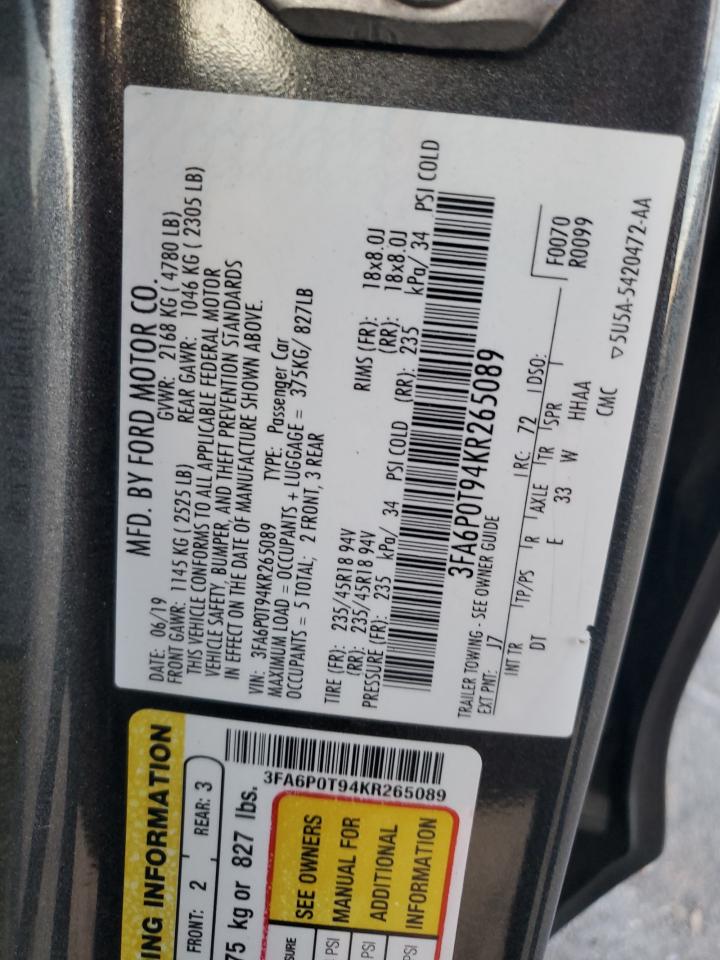 MFD. BY FORD MOTOR CO.
DATE: 06/19 GVWR: 2168 KG ( 4780 LB)
FRONT GAWR: 1145 KG ( 2525 LB) REAR GAWR: 1046 KG ( 2305 LB)
THIS VEHICLE CONFORMS TO ALL APPLICABLE FEDERAL MOTOR
VEHICLE SAFETY, BUMPER, AND THEFT PREVENTION STANDARDS
IN EFFECT ON THE DATE OF MANUFACTURE SHOWN ABOVE.
VIN: 3FA6P0T94KR265089 TYPE: Passenger Car
MAXIMUM LOAD = OCCUPANTS + LUGGAGE = 375KG/ 827LB
OCCUPANTS = 5 TOTAL; 2 FRONT, 3 REAR
TIRE (FR): 235/45R18 94V RIMS (FR): 18x8.0J
(RR): 235/45R18 94V (RR): 18x8.0J
PRESSURE (FR): 235 kPa/ 34 PSI COLD (RR): 235 kPa/ 34 PSI COLD
3FA6P0T94KR265089
TRAILER TOWING - SEE OWNER GUIDE
EXT PNT: J7 RC: 72 DSO:
INT TR TP/PS R AXLE TR SPR
DT E 33 W HHAA
F0070
R0099
CMC
▽5U5A-5420472-AA
ING INFORMATION
FRONT: 2 REAR: 3
75 kg or 827 lbs.
3FA6P0T94KR265089
SURE
PSI
PSI
PSI
SEE OWNERS
MANUAL FOR
ADDITIONAL
INFORMATION